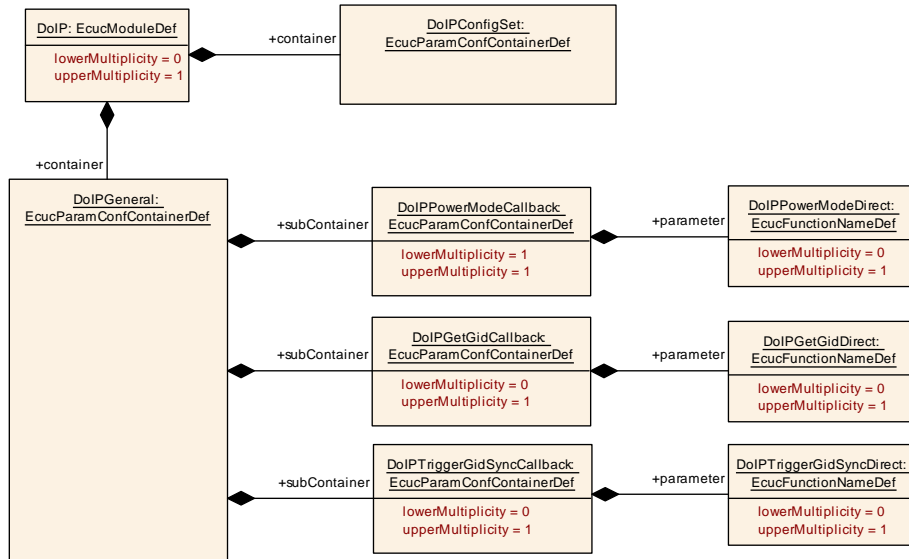 DoIP: EcucModuleDef
lowerMultiplicity = 0
upperMultiplicity = 1
+container
DoIPConfigSet:
EcucParamConfContainerDef
+container
DoIPGeneral:
EcucParamConfContainerDef
+subContainer
DoIPPowerModeCallback:
EcucParamConfContainerDef
lowerMultiplicity = 1
upperMultiplicity = 1
+parameter
DoIPPowerModeDirect:
EcucFunctionNameDef
lowerMultiplicity = 0
upperMultiplicity = 1
+subContainer
DoIPGetGidCallback:
EcucParamConfContainerDef
lowerMultiplicity = 0
upperMultiplicity = 1
+parameter
DoIPGetGidDirect:
EcucFunctionNameDef
lowerMultiplicity = 0
upperMultiplicity = 1
+subContainer
DoIPTriggerGidSyncCallback:
EcucParamConfContainerDef
lowerMultiplicity = 0
upperMultiplicity = 1
+parameter
DoIPTriggerGidSyncDirect:
EcucFunctionNameDef
lowerMultiplicity = 0
upperMultiplicity = 1